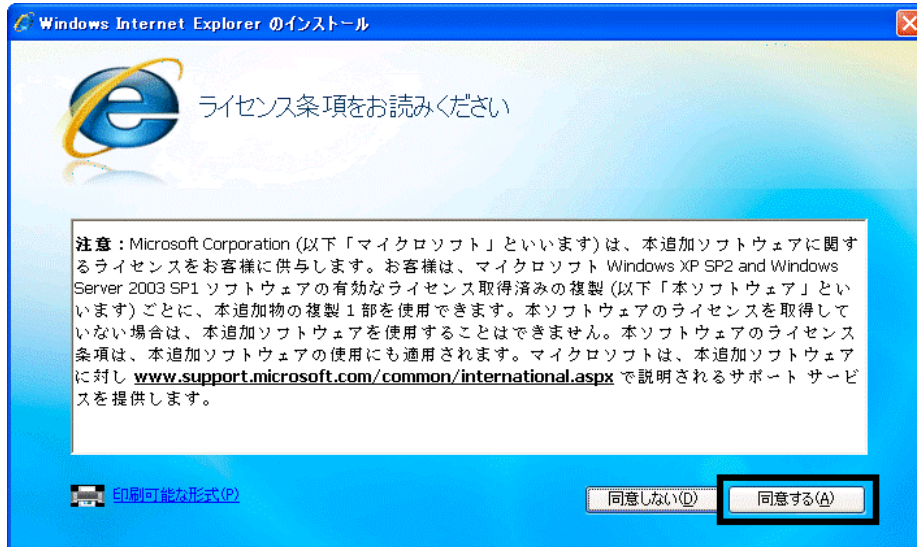 Windows Internet Explorer のインストール
ライセンス条項をお読みください
注意：Microsoft Corporation (以下「マイクロソフト」といいます) は、本追加ソフトウェアに関す
るライセンスをお客様に供与します。お客様は、マイクロソフト Windows XP SP2 and Windows
Server 2003 SP1 ソフトウェアの有効なライセンス取得済みの複製 (以下「本ソフトウェア」とい
います) ごとに、本追加物の複製 1 部を使用できます。本ソフトウェアのライセンスを取得して
いない場合は、本追加ソフトウェアを使用することはできません。本ソフトウェアのライセンス
条項は、本追加ソフトウェアの使用にも適用されます。マイクロソフトは、本追加ソフトウェア
に対し www.support.microsoft.com/common/international.aspx で説明されるサポート サービ
スを提供します。
印刷可能な形式(P)
同意しない(D)
同意する(A)